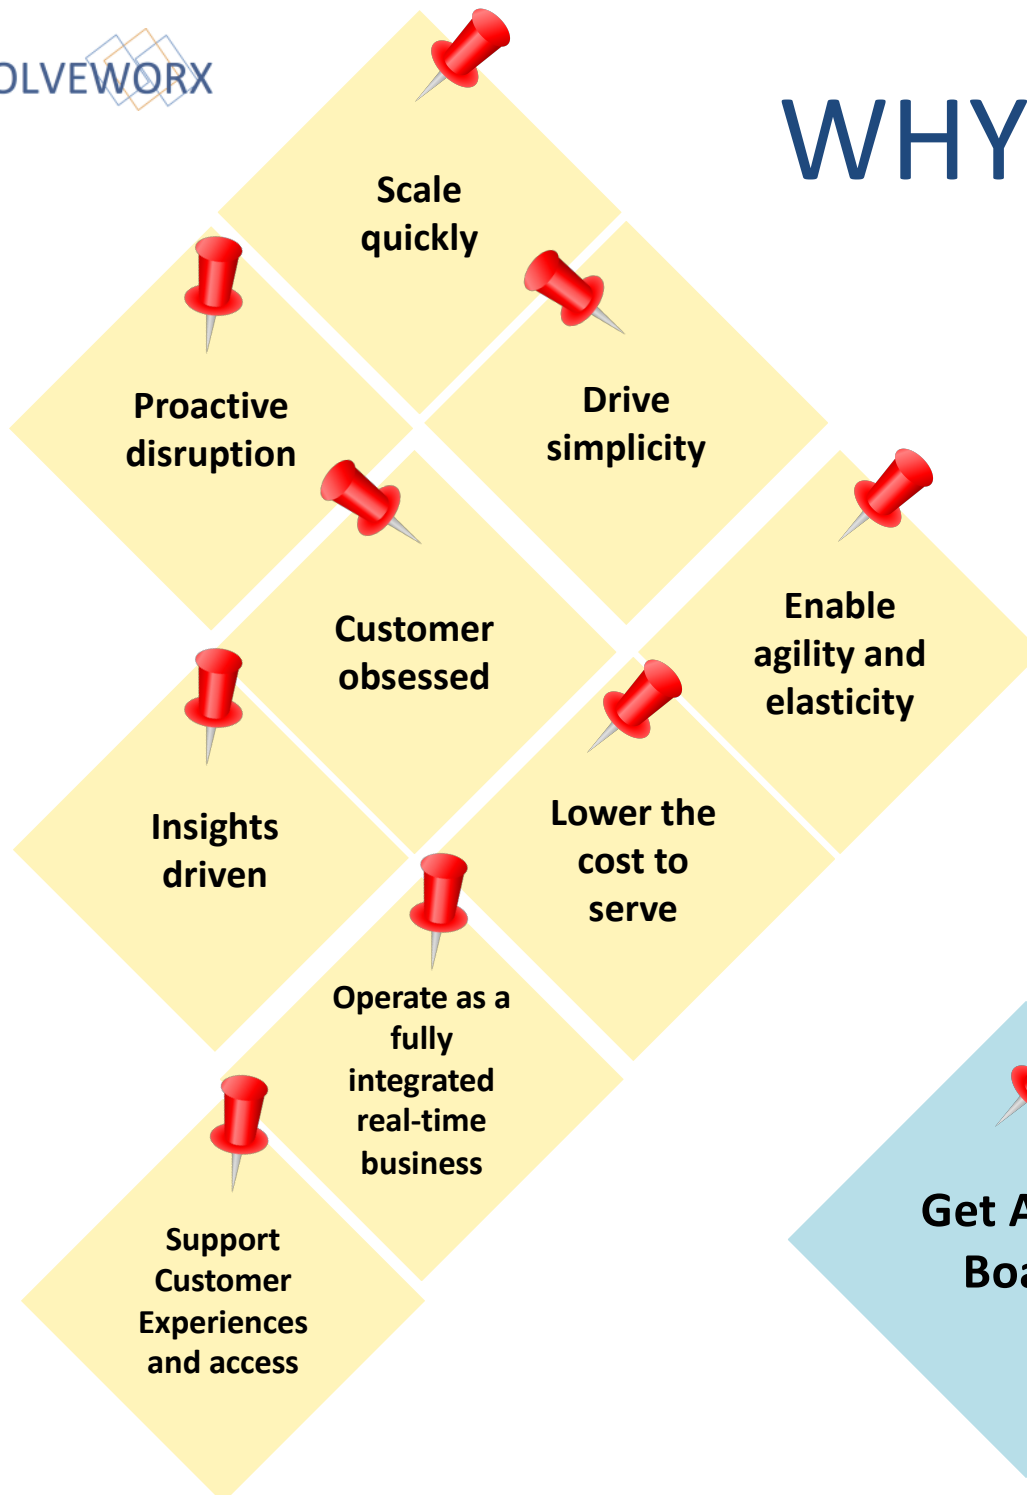 OLVEWORX
WHY
Scale
quickly
Proactive
disruption
Drive
simplicity
Customer
obsessed
Enable
agility and
elasticity
Insights
driven
Lower the
cost to
serve
Operate as a
fully
integrated
real-time
business
Support
Customer
Experiences
and access
Get